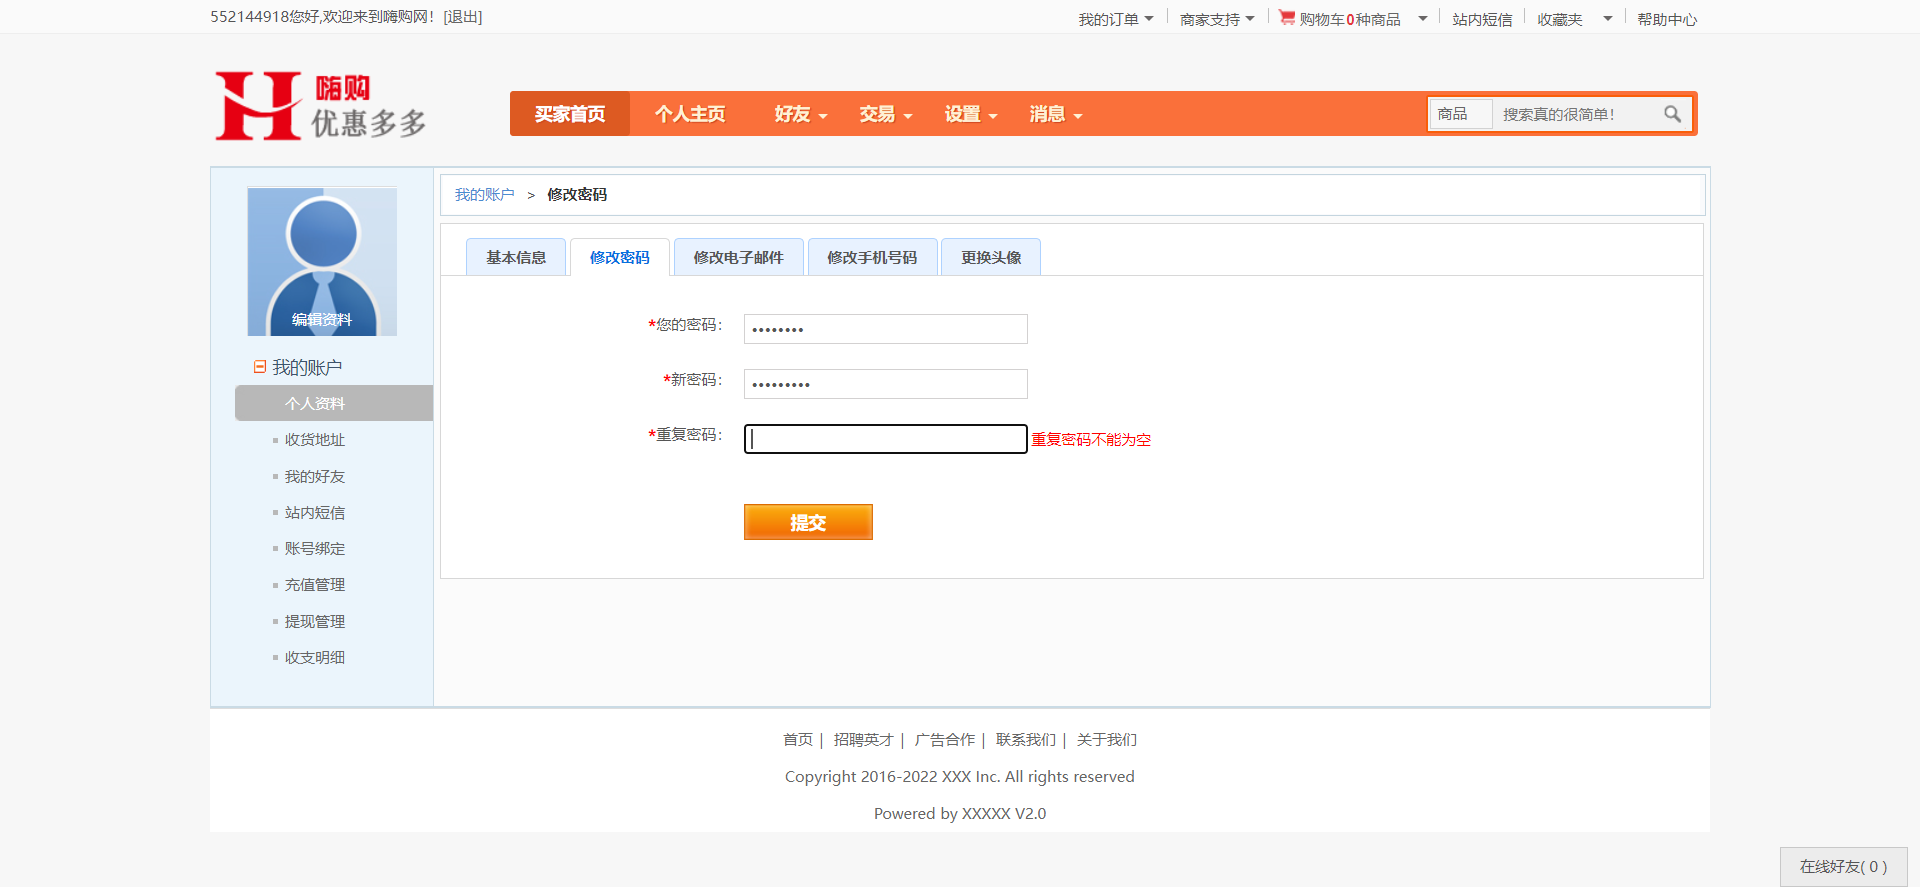 552144918您好,欢迎来到嗨购网！[退出]
我的订单 商家支持 购物车0种商品 站内短信 收藏夹 帮助中心
嗨购
优惠多多
买家首页 个人主页 好友 交易 设置 消息 商品 搜索真的很简单！
我的账户 > 修改密码
基本信息 修改密码 修改电子邮件 修改手机号码 更换头像
编辑资料
我的账户
个人资料
收货地址
我的好友
站内短信
账号绑定
充值管理
提现管理
收支明细
*您的密码： ••••••••
*新密码： •••••••••
*重复密码： 重复密码不能为空
提交
首页 | 招聘英才 | 广告合作 | 联系我们 | 关于我们
Copyright 2016-2022 XXX Inc. All rights reserved
Powered by XXXXX V2.0
在线好友( 0 )